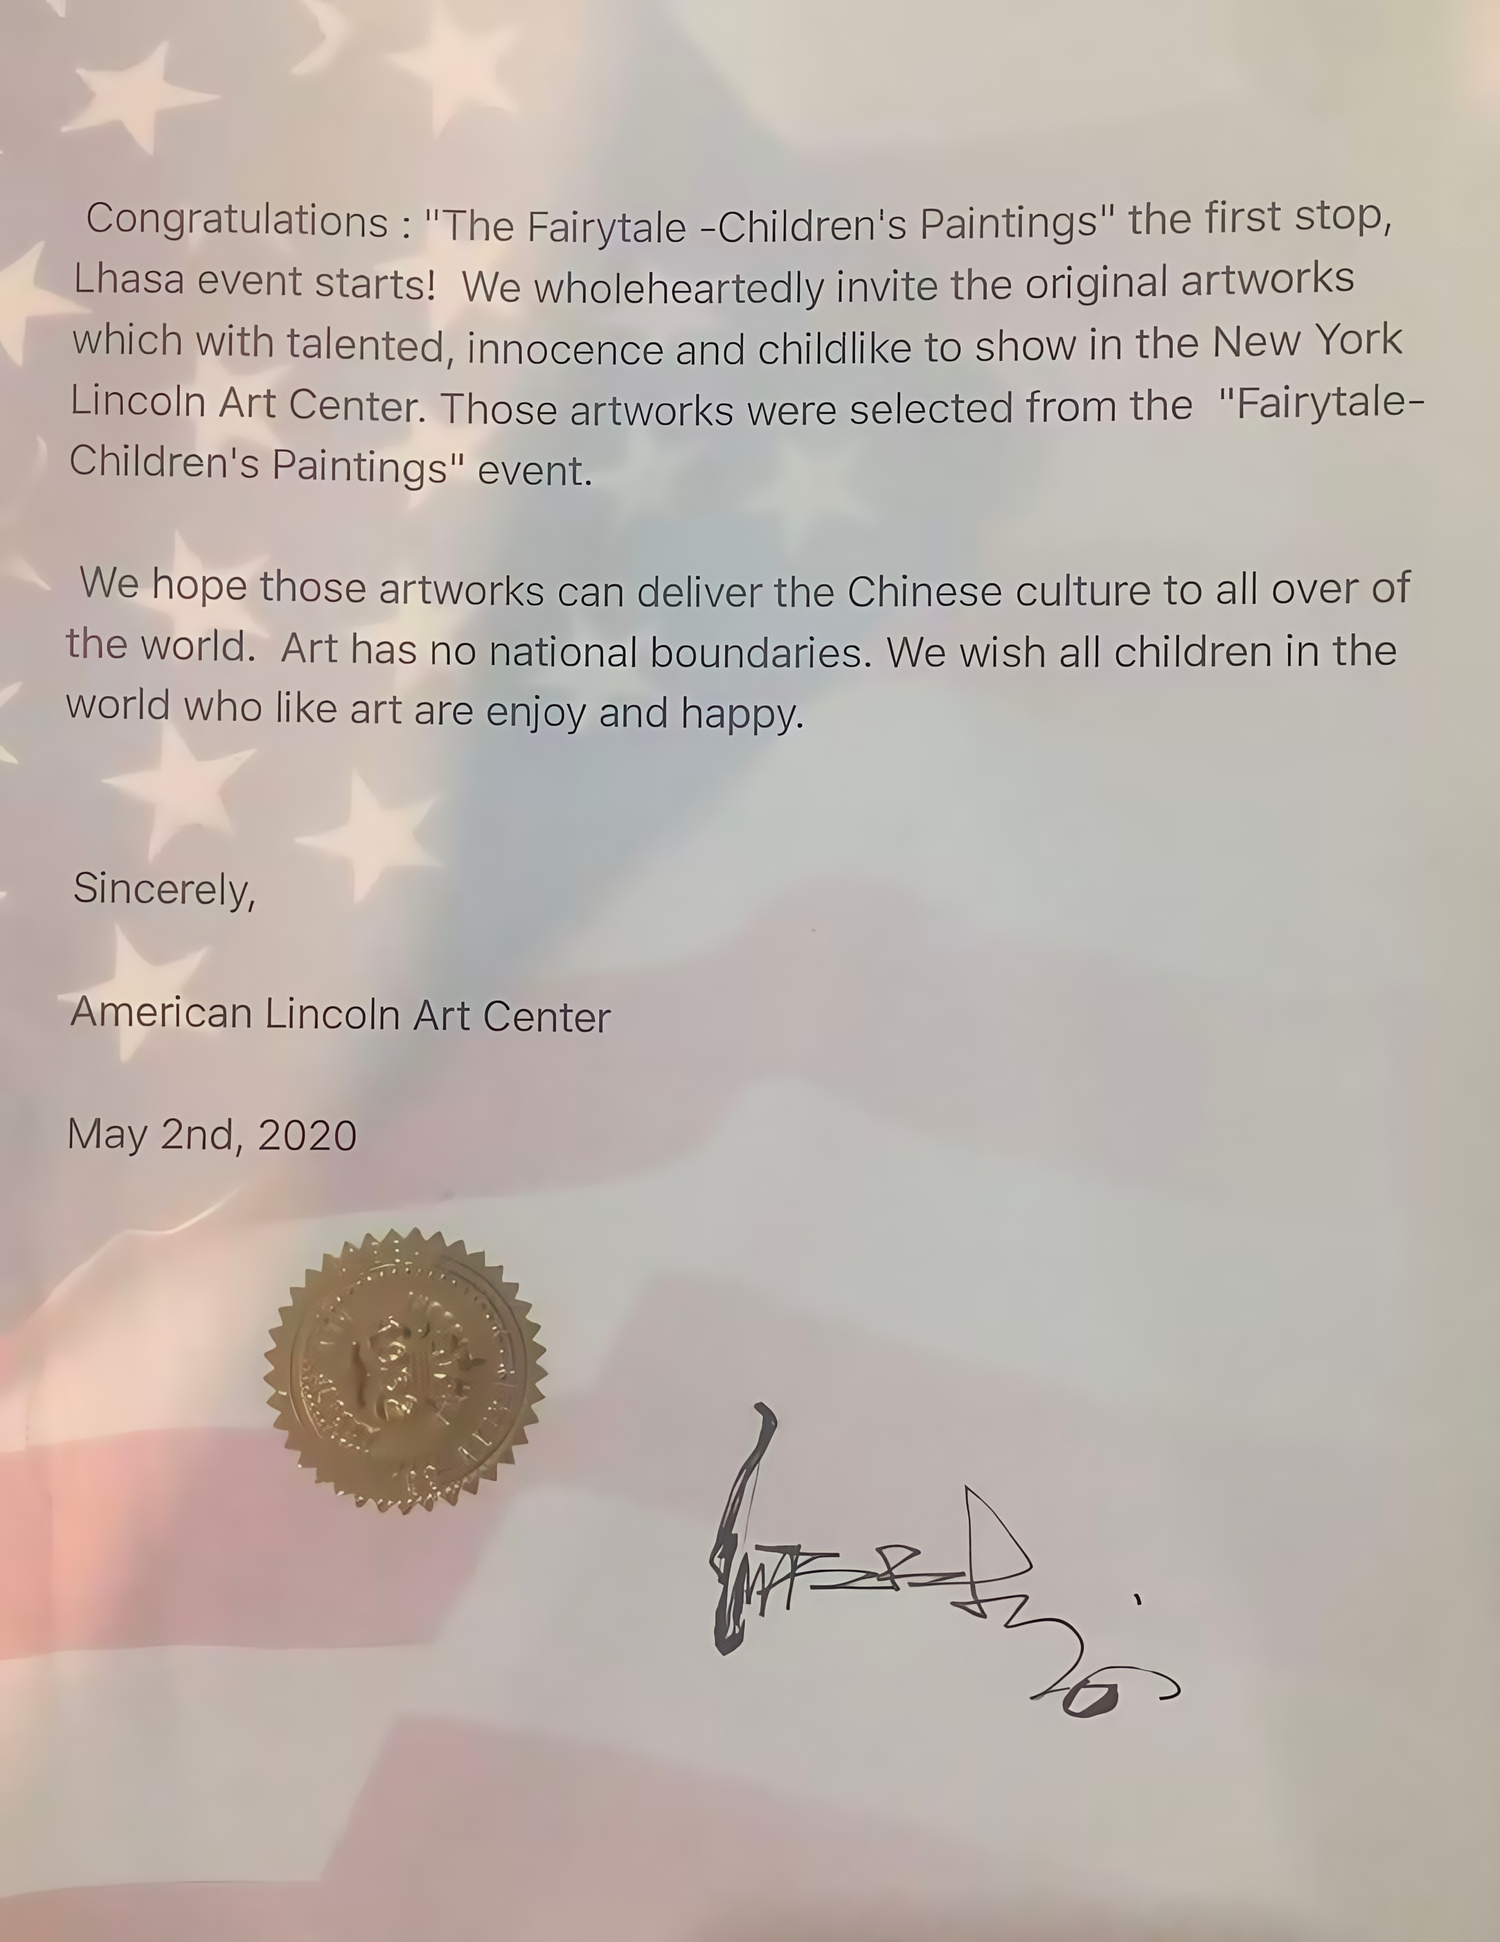 Congratulations : "The Fairytale -Children's Paintings" the first stop,
Lhasa event starts!  We wholeheartedly invite the original artworks
which with talented, innocence and childlike to show in the New York
Lincoln Art Center. Those artworks were selected from the  "Fairytale-
Children's Paintings" event.
We hope those artworks can deliver the Chinese culture to all over of
the world.  Art has no national boundaries. We wish all children in the
world who like art are enjoy and happy.
Sincerely,
American Lincoln Art Center
May 2nd, 2020